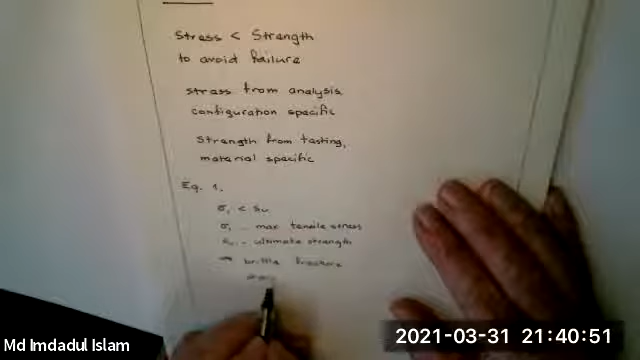 Stress < Strength
to avoid failure
stress from analysis
configuration specific
strength from testing,
material specific
Eg. 1.
σ₁ < Su
σ₁ .. max tensile stress
Su .. ultimate strength
→ brittle fracture
Md Imdadul Islam
2021-03-31 21:40:51